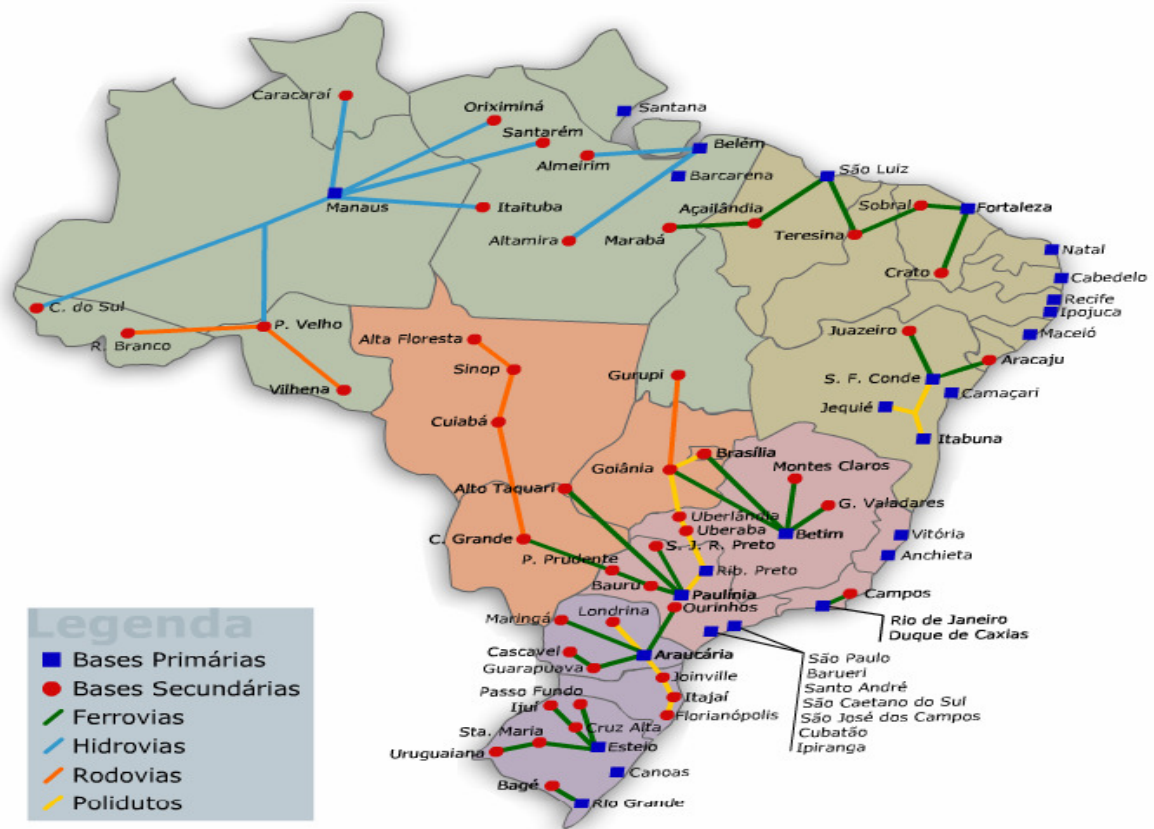 Caracaraí
Oriximiná
Santarém
Almeirim
Santana
Belém
Barcarena
Manaus
Itaituba
Altamira
Marabá
Açailândia
São Luiz
Teresina
Sobral
Fortaleza
Crato
Natal
Cabedelo
Recife
Ipojuca
Maceió
C. do Sul
R. Branco
P. Velho
Vilhena
Alta Floresta
Sinop
Cuiabá
Gurupi
Juazeiro
Aracaju
S. F. Conde
Camaçari
Jequié
Itabuna
Goiânia
Brasília
Montes Claros
G. Valadares
Betim
Vitória
Anchieta
Alto Taquari
Uberlândia
Uberaba
C. Grande
P. Prudente
S. J. R. Preto
Rib. Preto
Bauru
Paulínia
Ourinhos
Campos
Rio de Janeiro
Duque de Caxias
São Paulo
Barueri
Santo André
São Caetano do Sul
São José dos Campos
Cubatão
Ipiranga
Londrina
Maringá
Cascavel
Guarapuava
Araucária
Joinville
Itajaí
Florianópolis
Passo Fundo
Ijuí
Cruz Alta
Sta. Maria
Uruguaiana
Esteio
Canoas
Bagé
Rio Grande
Legenda
Bases Primárias
Bases Secundárias
Ferrovias
Hidrovias
Rodovias
Polidutos